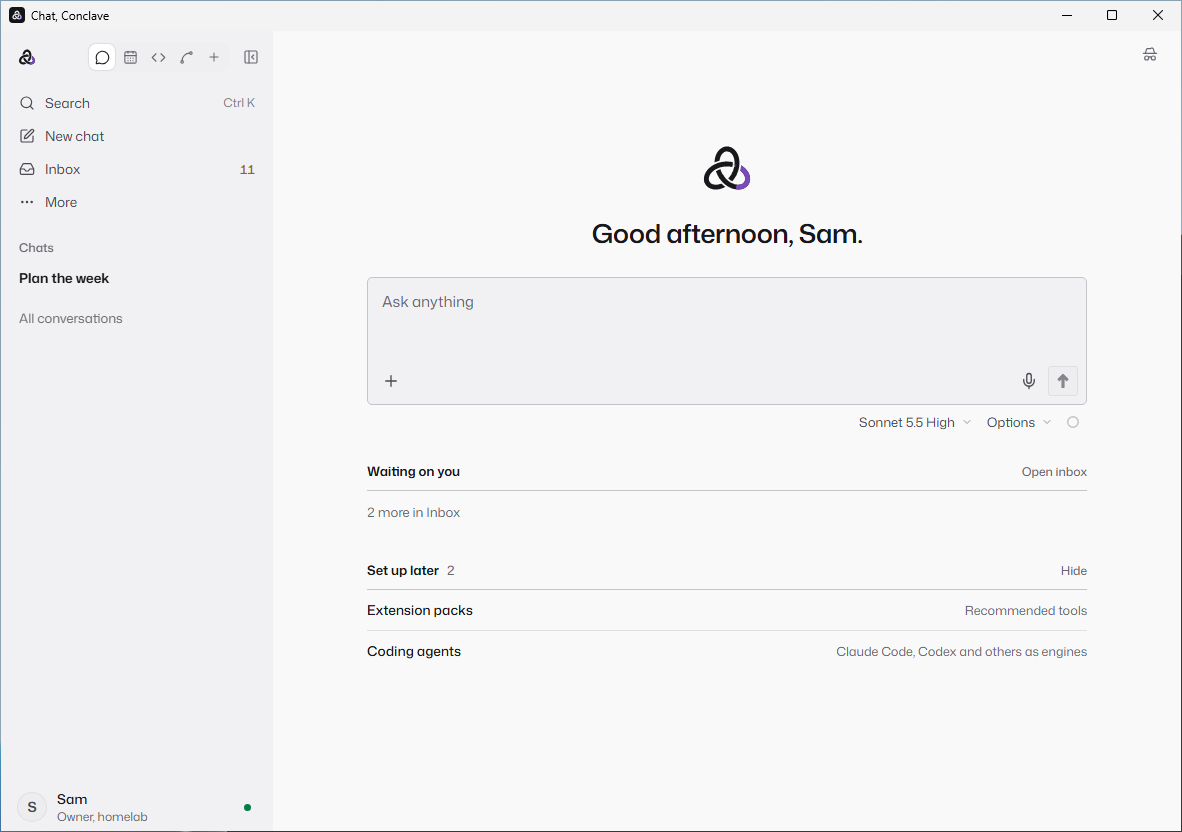 Chat, Conclave
Search Ctrl K
New chat
Inbox 11
More
Chats
Plan the week
All conversations
Good afternoon, Sam.
Ask anything
Sonnet 5.5 High Options
Waiting on you Open inbox
2 more in Inbox
Set up later 2 Hide
Extension packs Recommended tools
Coding agents Claude Code, Codex and others as engines
S Sam
Owner, homelab